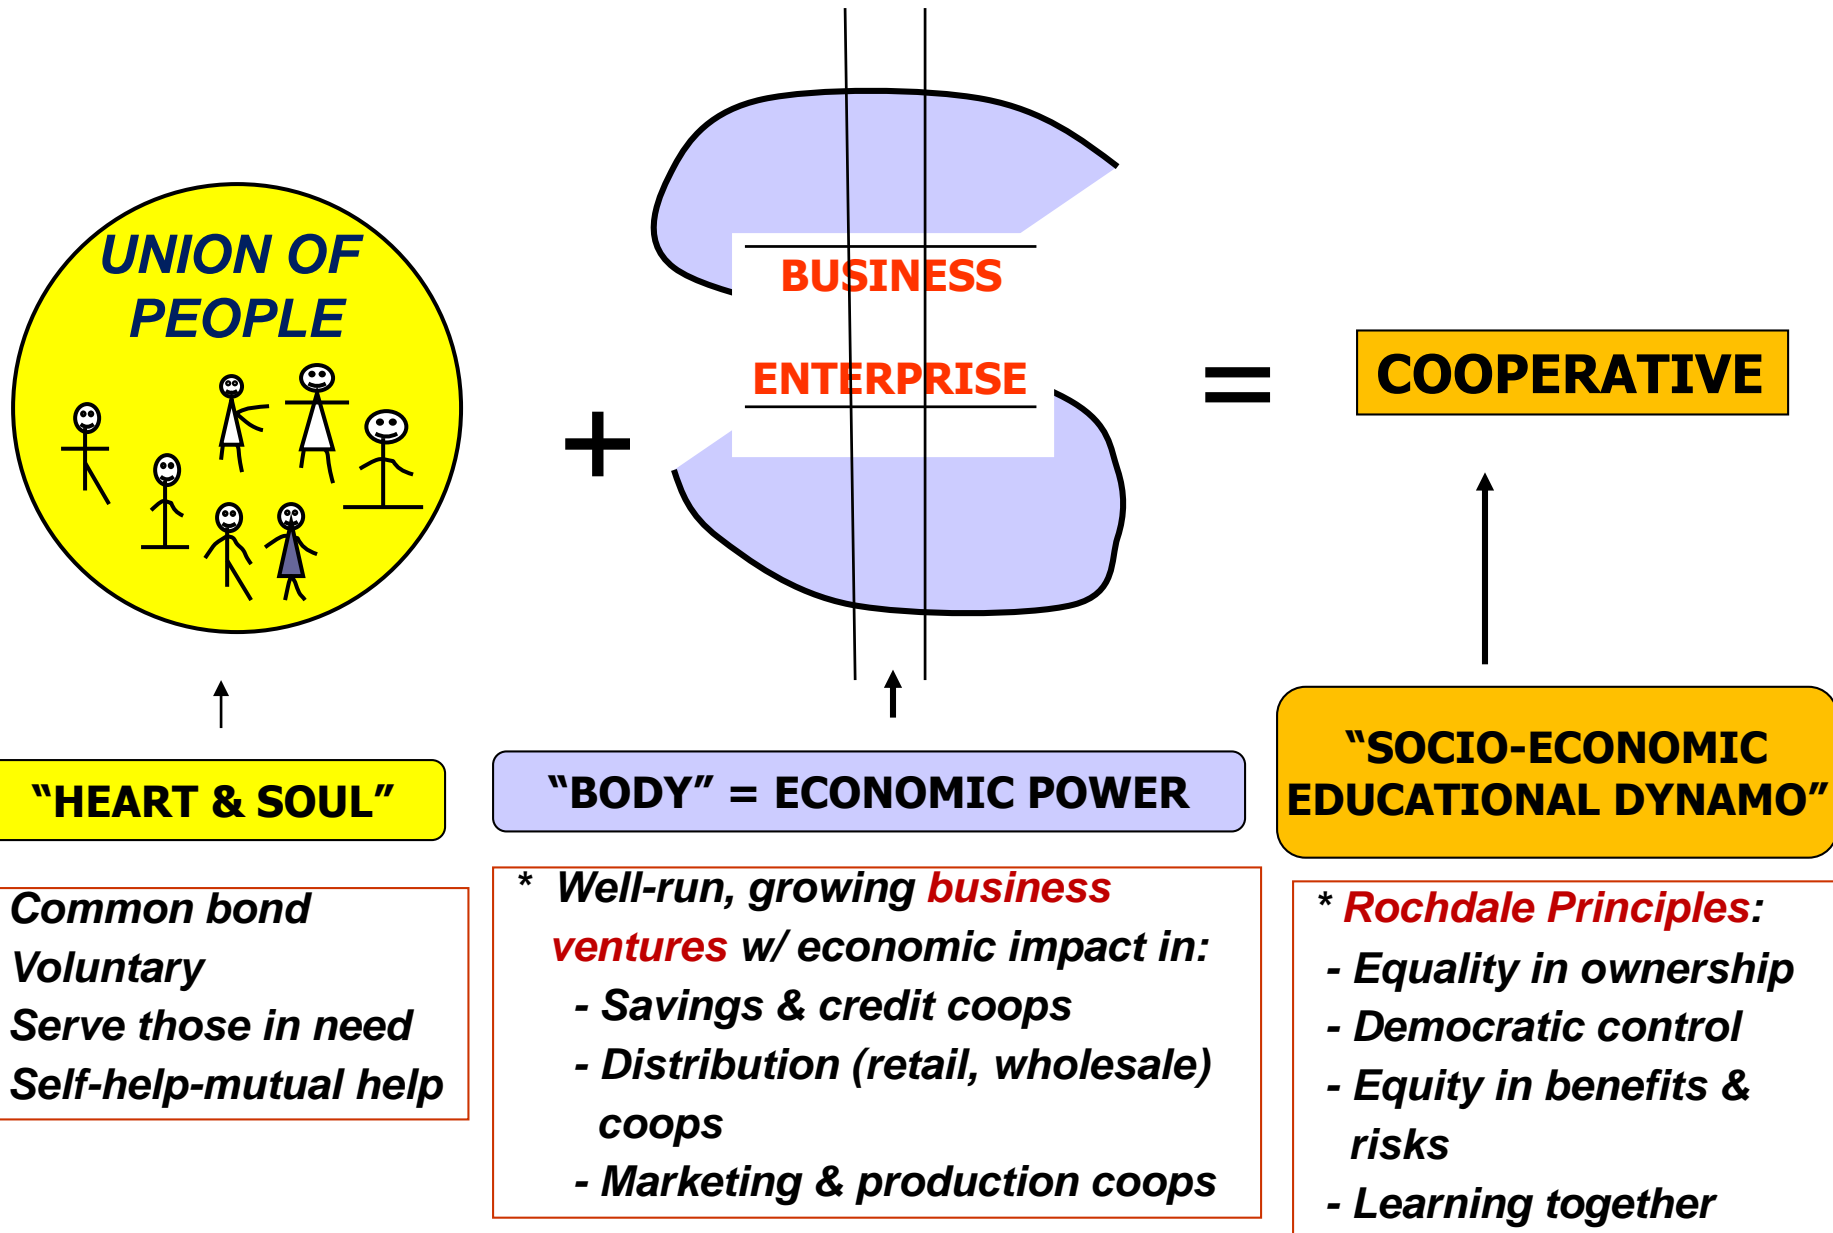 UNION OF
PEOPLE
+
BUSINESS
ENTERPRISE
=
COOPERATIVE
“HEART & SOUL”
Common bond
Voluntary
Serve those in need
Self-help-mutual help
“BODY” = ECONOMIC POWER
* Well-run, growing business
ventures w/ economic impact in:
- Savings & credit coops
- Distribution (retail, wholesale)
coops
- Marketing & production coops
“SOCIO-ECONOMIC
EDUCATIONAL DYNAMO”
* Rochdale Principles:
- Equality in ownership
- Democratic control
- Equity in benefits &
risks
- Learning together